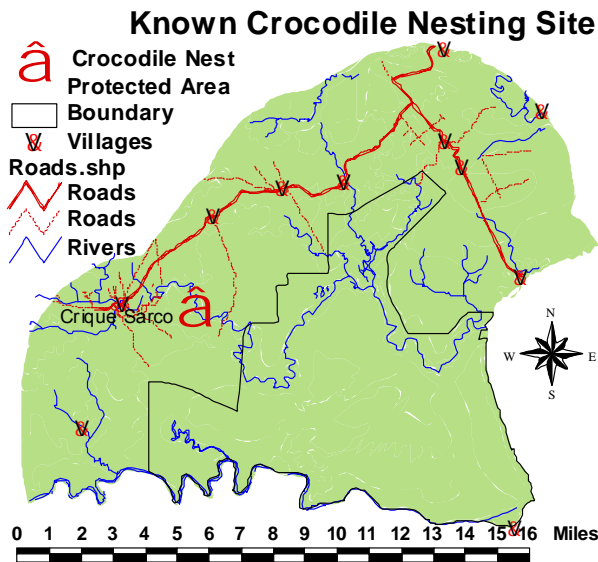 Known Crocodile Nesting Site
â Crocodile Nest
Protected Area
Boundary
Villages
Roads.shp
Roads
Roads
Rivers
Crique Sarco
â
N
W E
S
0 1 2 3 4 5 6 7 8 9 10 11 12 13 14 15 16 Miles